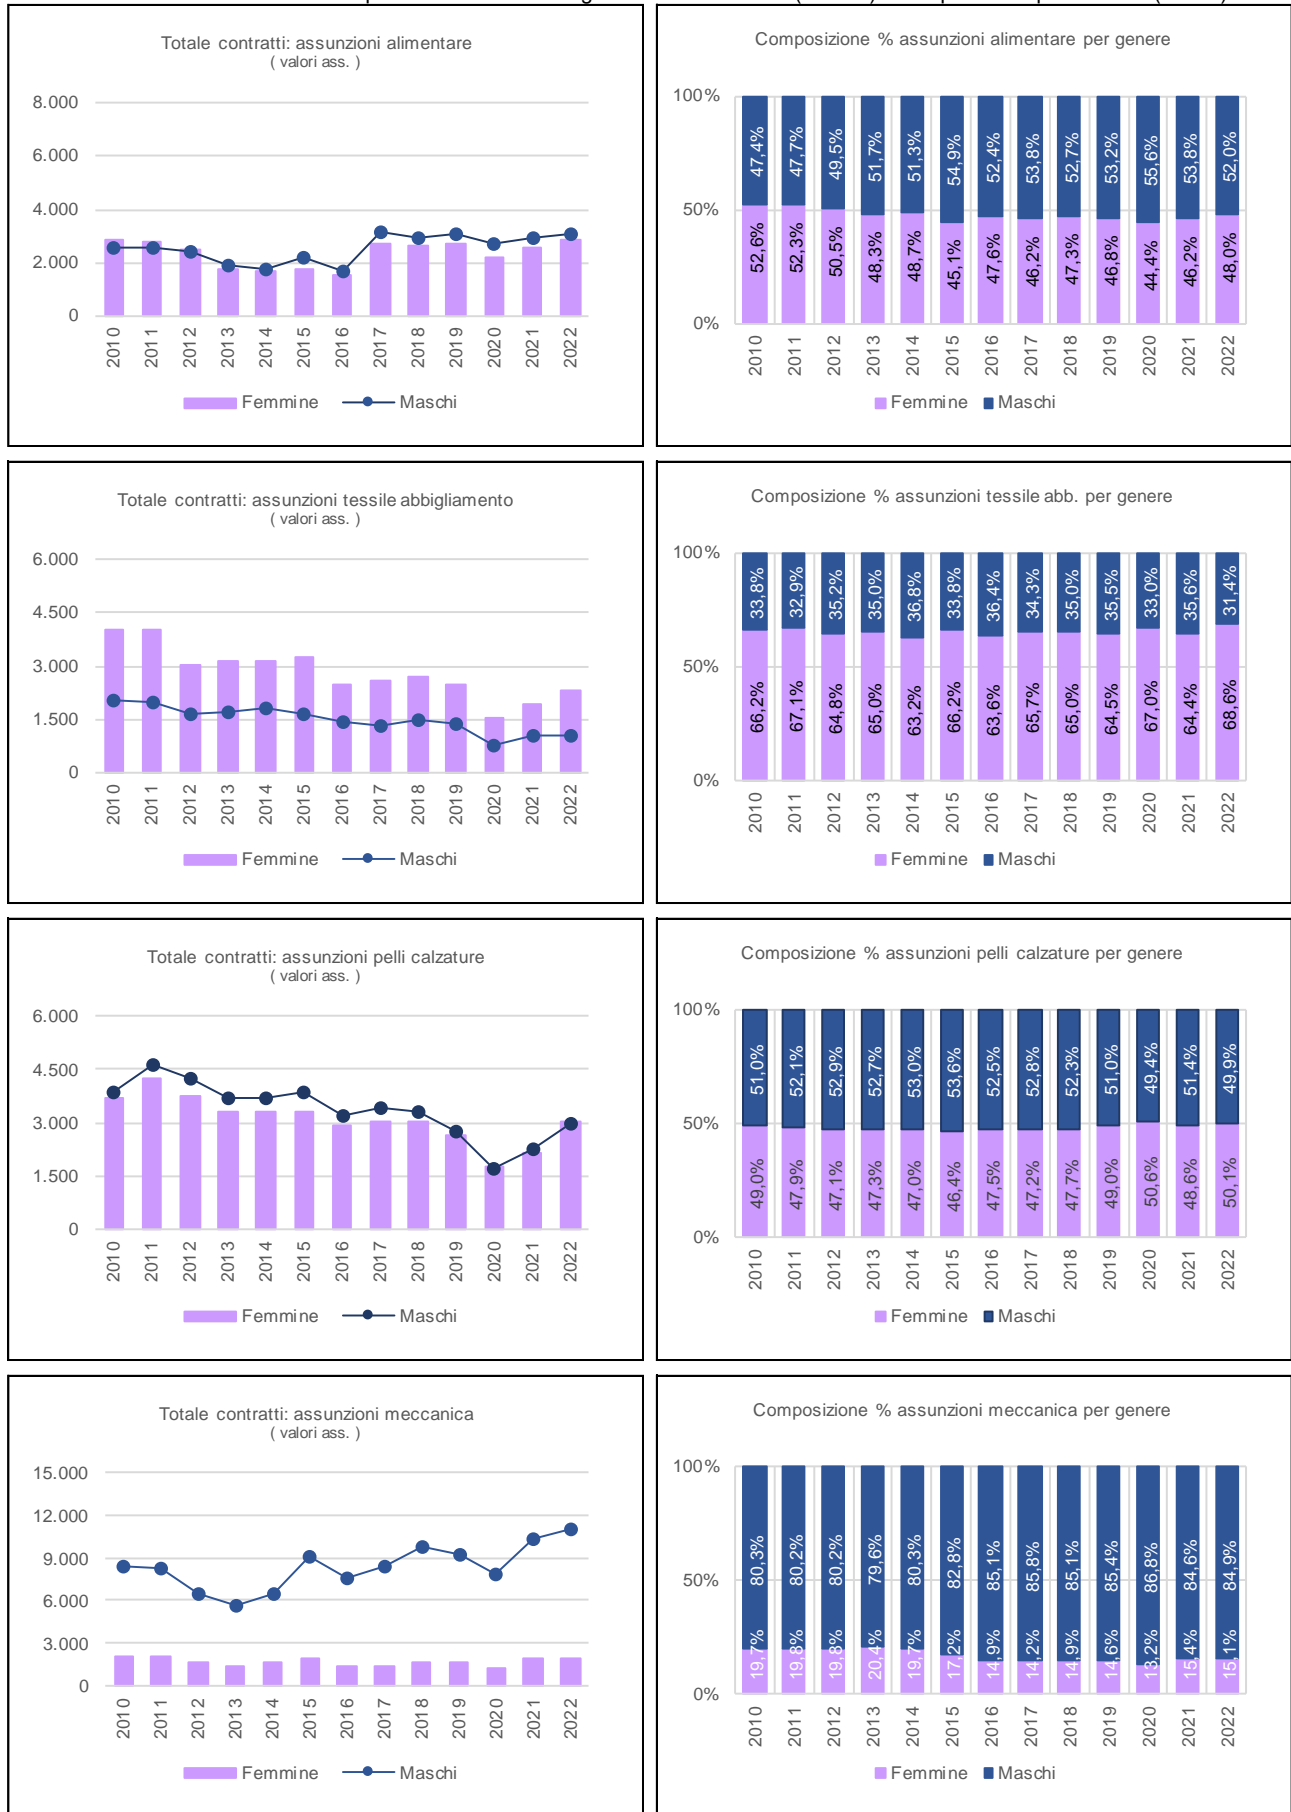 Totale contratti: assunzioni alimentare
( valori ass. )
8.000
6.000
4.000
2.000
0
2010 2011 2012 2013 2014 2015 2016 2017 2018 2019 2020 2021 2022
Femmine Maschi
Composizione % assunzioni alimentare per genere
100%
50%
0%
47,4% 47,7% 49,5% 51,7% 51,3% 54,9% 52,4% 53,8% 52,7% 53,2% 55,6% 53,8% 52,0%
52,6% 52,3% 50,5% 48,3% 48,7% 45,1% 47,6% 46,2% 47,3% 46,8% 44,4% 46,2% 48,0%
2010 2011 2012 2013 2014 2015 2016 2017 2018 2019 2020 2021 2022
Femmine Maschi
Totale contratti: assunzioni tessile abbigliamento
( valori ass. )
6.000
4.500
3.000
1.500
0
2010 2011 2012 2013 2014 2015 2016 2017 2018 2019 2020 2021 2022
Femmine Maschi
Composizione % assunzioni tessile abb. per genere
100%
50%
0%
33,8% 32,9% 35,2% 35,0% 36,8% 33,8% 36,4% 34,3% 35,0% 35,5% 33,0% 35,6% 31,4%
66,2% 67,1% 64,8% 65,0% 63,2% 66,2% 63,6% 65,7% 65,0% 64,5% 67,0% 64,4% 68,6%
2010 2011 2012 2013 2014 2015 2016 2017 2018 2019 2020 2021 2022
Femmine Maschi
Totale contratti: assunzioni pelli calzature
( valori ass. )
6.000
4.500
3.000
1.500
0
2010 2011 2012 2013 2014 2015 2016 2017 2018 2019 2020 2021 2022
Femmine Maschi
Composizione % assunzioni pelli calzature per genere
100%
50%
0%
51,0% 52,1% 52,9% 52,7% 53,0% 53,6% 52,5% 52,8% 52,3% 51,0% 49,4% 51,4% 49,9%
49,0% 47,9% 47,1% 47,3% 47,0% 46,4% 47,5% 47,2% 47,7% 49,0% 50,6% 48,6% 50,1%
2010 2011 2012 2013 2014 2015 2016 2017 2018 2019 2020 2021 2022
Femmine Maschi
Totale contratti: assunzioni meccanica
( valori ass. )
15.000
12.000
9.000
6.000
3.000
0
2010 2011 2012 2013 2014 2015 2016 2017 2018 2019 2020 2021 2022
Femmine Maschi
Composizione % assunzioni meccanica per genere
100%
50%
0%
80,3% 80,2% 80,2% 79,6% 80,3% 82,8% 85,1% 85,8% 85,1% 85,4% 86,8% 84,6% 84,9%
19,7% 19,8% 19,8% 20,4% 19,7% 17,2% 14,9% 14,2% 14,9% 14,6% 13,2% 15,4% 15,1%
2010 2011 2012 2013 2014 2015 2016 2017 2018 2019 2020 2021 2022
Femmine Maschi